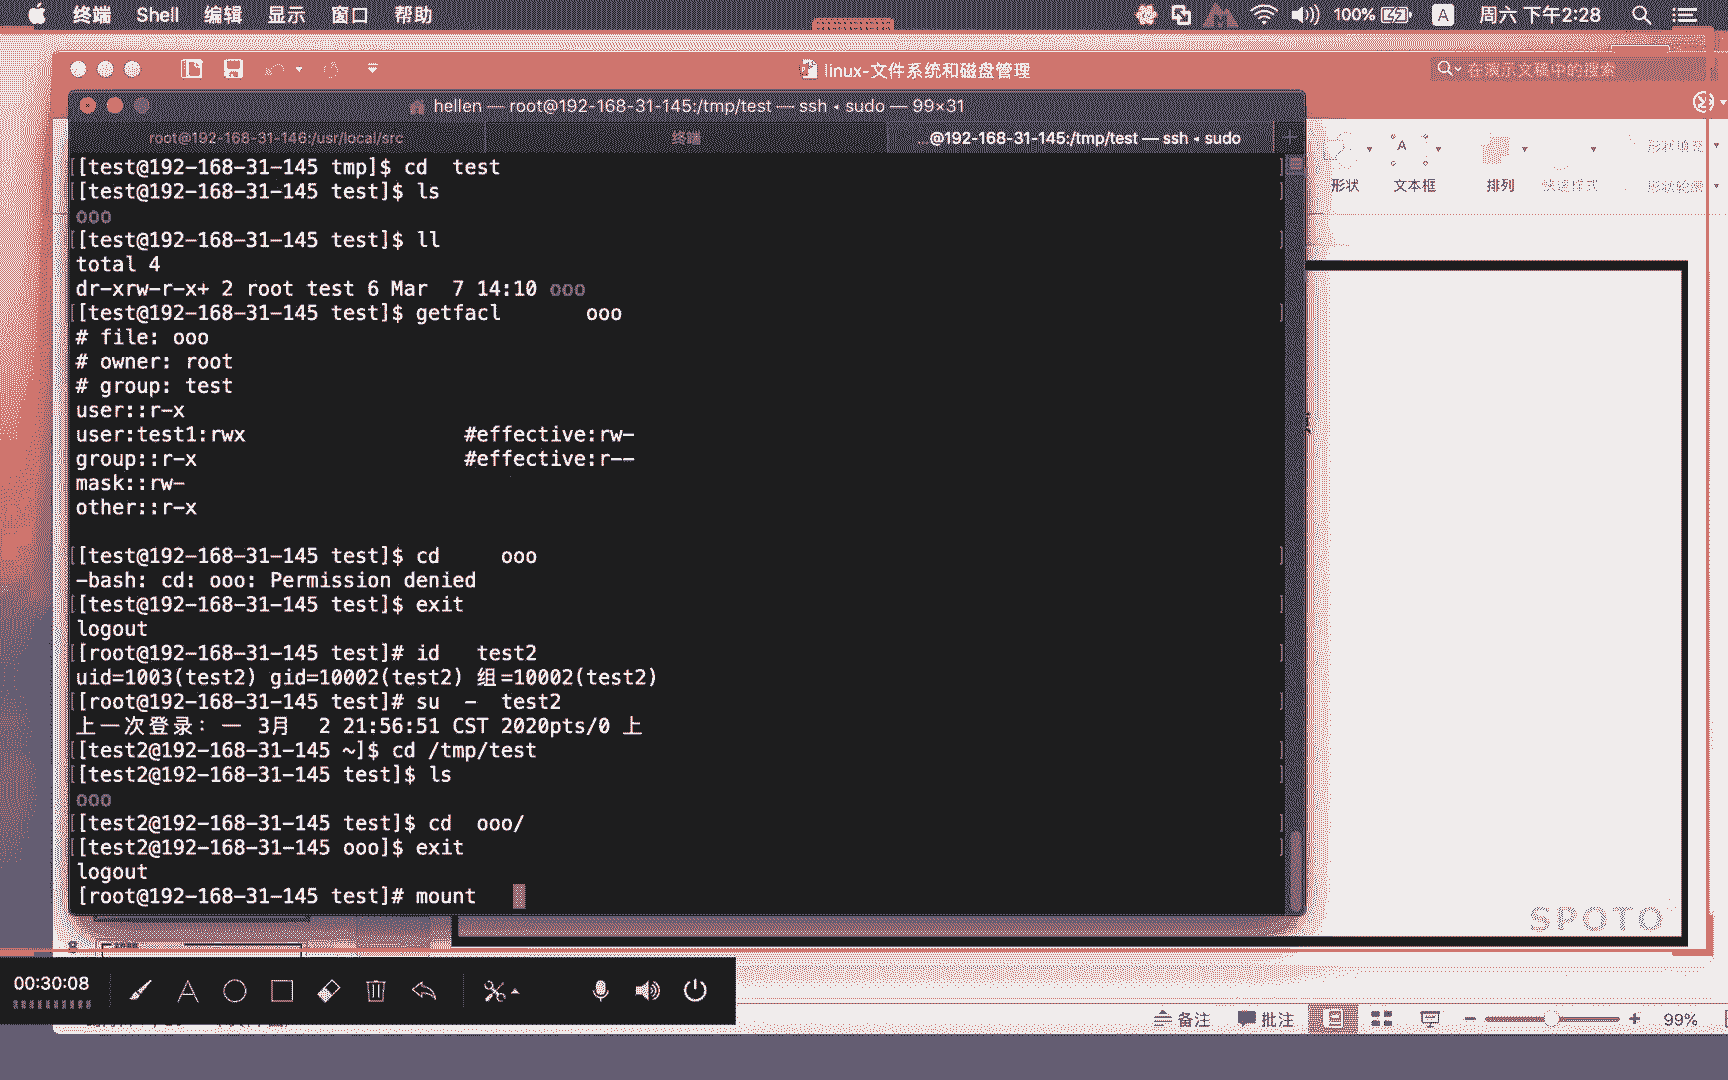 终端 Shell 编辑 显示 窗口 帮助 100% A 周六 下午2:28
linux-文件系统和磁盘管理 在演示文稿中的搜索
hellen — root@192-168-31-145:/tmp/test — ssh ◂ sudo — 99×31
root@192-168-31-146:/usr/local/src 终端 ...@192-168-31-145:/tmp/test — ssh ◂ sudo
[[test@192-168-31-145 tmp]$ cd  test
[[test@192-168-31-145 test]$ ls
ooo
[[test@192-168-31-145 test]$ ll
total 4
dr-xrw-r-x+ 2 root test 6 Mar  7 14:10 ooo
[[test@192-168-31-145 test]$ getfacl       ooo
# file: ooo
# owner: root
# group: test
user::r-x
user:test1:rwx                  #effective:rw-
group::r-x                      #effective:r--
mask::rw-
other::r-x
[[test@192-168-31-145 test]$ cd     ooo
-bash: cd: ooo: Permission denied
[[test@192-168-31-145 test]$ exit
logout
[[root@192-168-31-145 test]# id   test2
uid=1003(test2) gid=10002(test2) 组=10002(test2)
[[root@192-168-31-145 test]# su  -  test2
上一次登录：一 3月  2 21:56:51 CST 2020pts/0 上
[[test2@192-168-31-145 ~]$ cd /tmp/test
[[test2@192-168-31-145 test]$ ls
ooo
[[test2@192-168-31-145 test]$ cd  ooo/
[[test2@192-168-31-145 ooo]$ exit
logout
[root@192-168-31-145 test]# mount
形状 文本框 排列 快速样式 形状填充
形状轮廓
SPOTO
8
00:30:08
备注 批注 99%